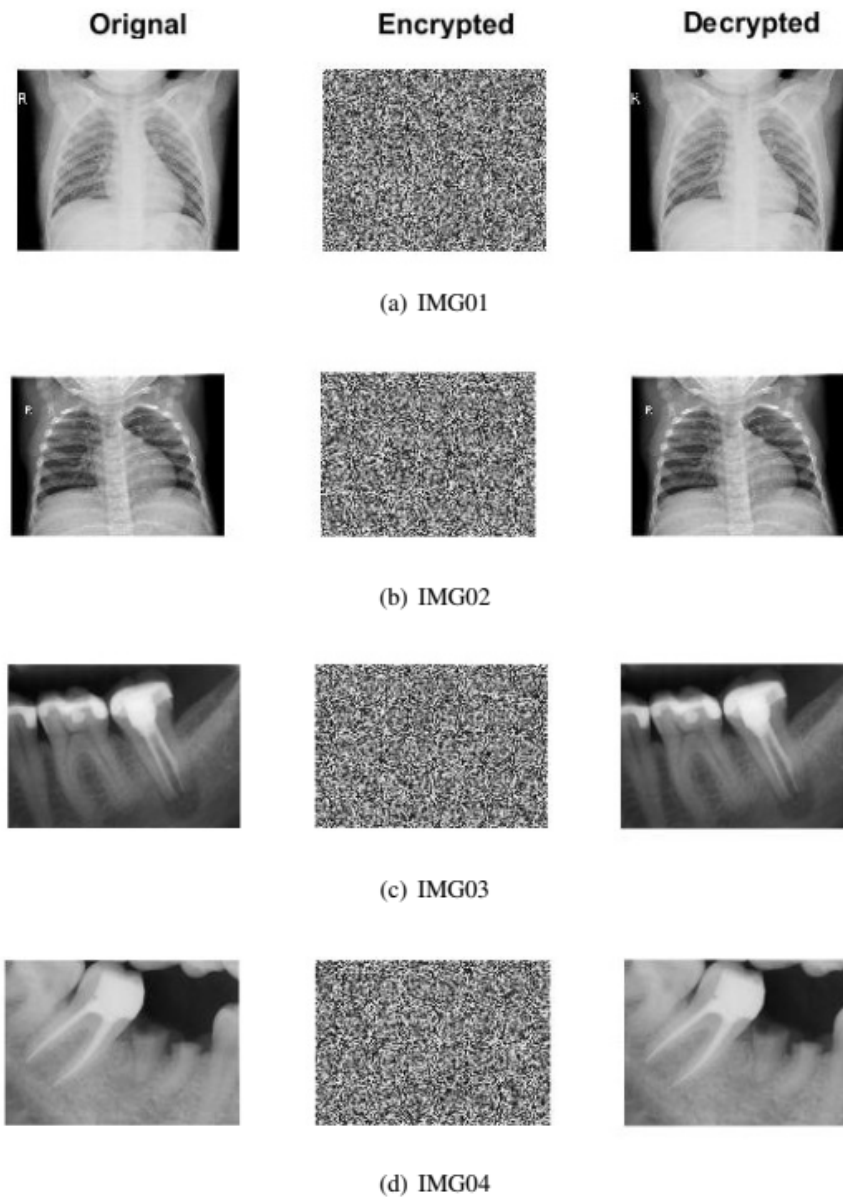 Orignal Encrypted Decrypted
R
(a) IMG01
R R
(b) IMG02
(c) IMG03
(d) IMG04